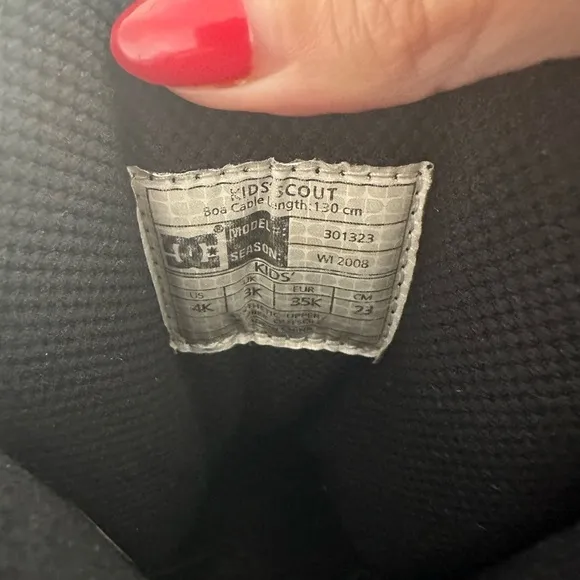 KIDS' SCOUT
Boa Cable Length: 130 cm
DC® MODEL#: 301323
SEASON: WI 2008
KIDS'
US UK EUR CM
4K 3K 35K 23
UPPER